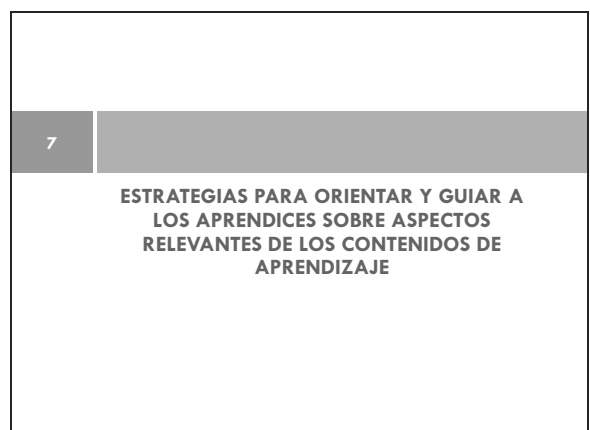 7
ESTRATEGIAS PARA ORIENTAR Y GUIAR A
LOS APRENDICES SOBRE ASPECTOS
RELEVANTES DE LOS CONTENIDOS DE
APRENDIZAJE